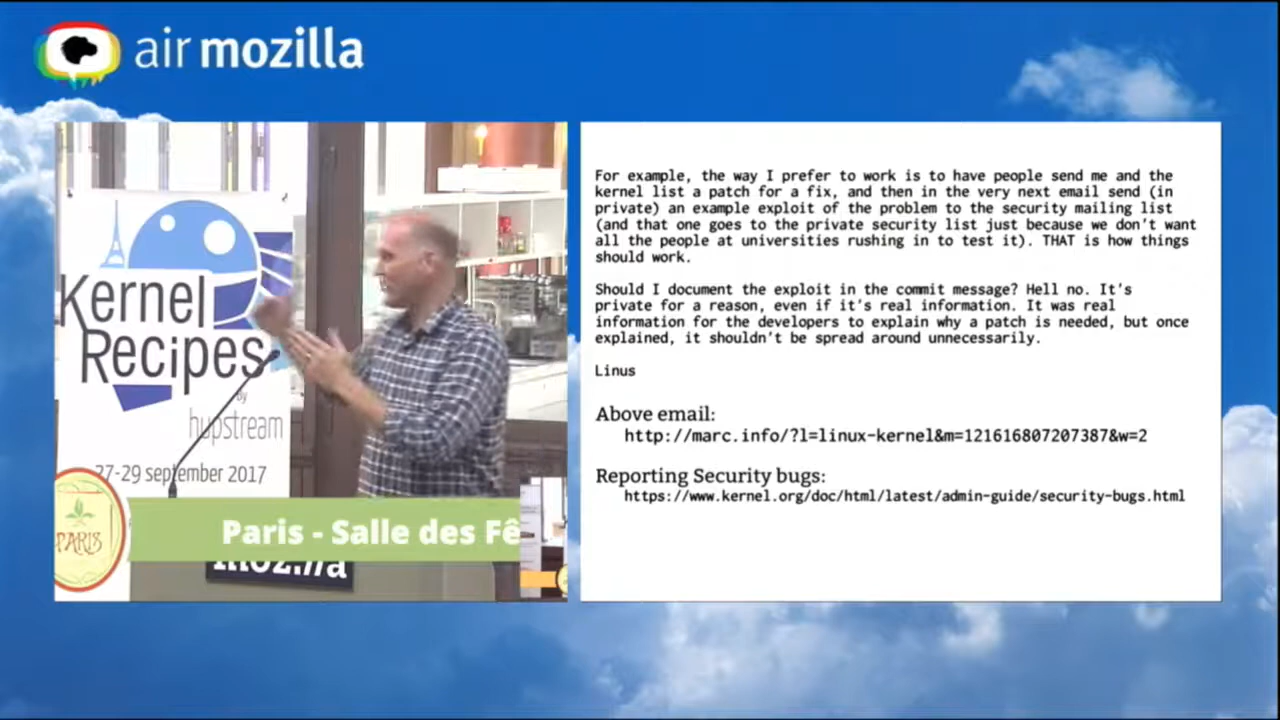 air mozilla
Kernel
Recipes
By
hupstream
27-29 september 2017
PARIS
Paris - Salle des Fê
mozilla
For example, the way I prefer to work is to have people send me and the
kernel list a patch for a fix, and then in the very next email send (in
private) an example exploit of the problem to the security mailing list
(and that one goes to the private security list just because we don't want
all the people at universities rushing in to test it). THAT is how things
should work.
Should I document the exploit in the commit message? Hell no. It's
private for a reason, even if it's real information. It was real
information for the developers to explain why a patch is needed, but once
explained, it shouldn't be spread around unnecessarily.
Linus
Above email:
http://marc.info/?l=linux-kernel&m=121616807207387&w=2
Reporting Security bugs:
https://www.kernel.org/doc/html/latest/admin-guide/security-bugs.html